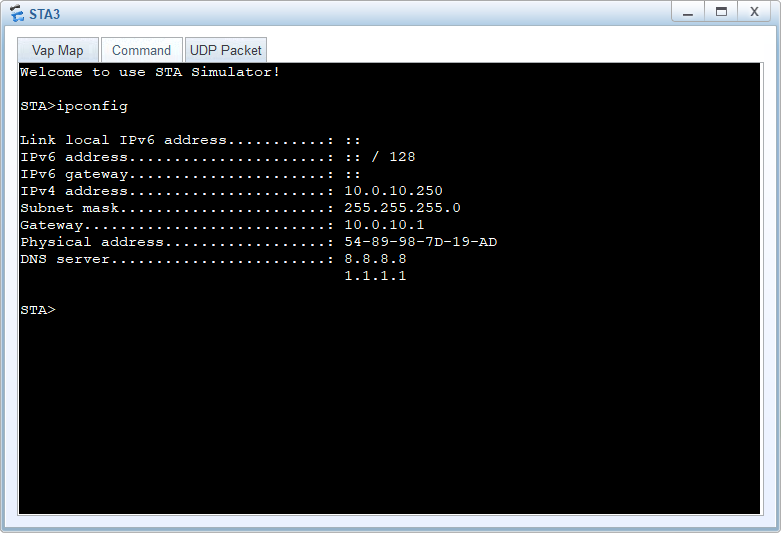 STA3
X
Vap Map Command UDP Packet
Welcome to use STA Simulator!
STA>ipconfig
Link local IPv6 address...........: ::
IPv6 address......................: :: / 128
IPv6 gateway......................: ::
IPv4 address......................: 10.0.10.250
Subnet mask.......................: 255.255.255.0
Gateway...........................: 10.0.10.1
Physical address..................: 54-89-98-7D-19-AD
DNS server........................: 8.8.8.8
1.1.1.1
STA>